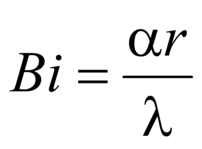 Bi = αr / λ